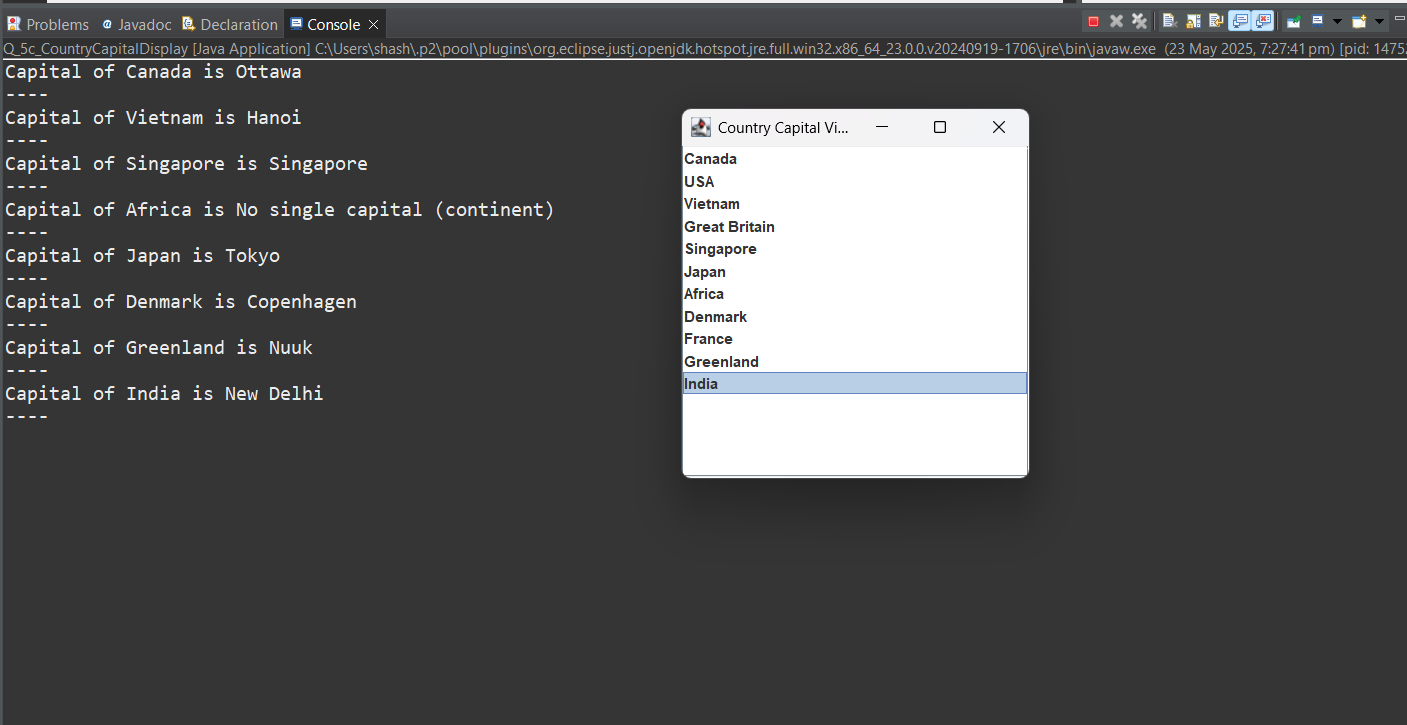 Problems Javadoc Declaration Console
Q_5c_CountryCapitalDisplay [Java Application] C:\Users\shash\.p2\pool\plugins\org.eclipse.justj.openjdk.hotspot.jre.full.win32.x86_64_23.0.0.v20240919-1706\jre\bin\javaw.exe (23 May 2025, 7:27:41 pm) [pid: 1475
Capital of Canada is Ottawa
----
Capital of Vietnam is Hanoi
----
Capital of Singapore is Singapore
----
Capital of Africa is No single capital (continent)
----
Capital of Japan is Tokyo
----
Capital of Denmark is Copenhagen
----
Capital of Greenland is Nuuk
----
Capital of India is New Delhi
----
Country Capital Vi...
Canada
USA
Vietnam
Great Britain
Singapore
Japan
Africa
Denmark
France
Greenland
India